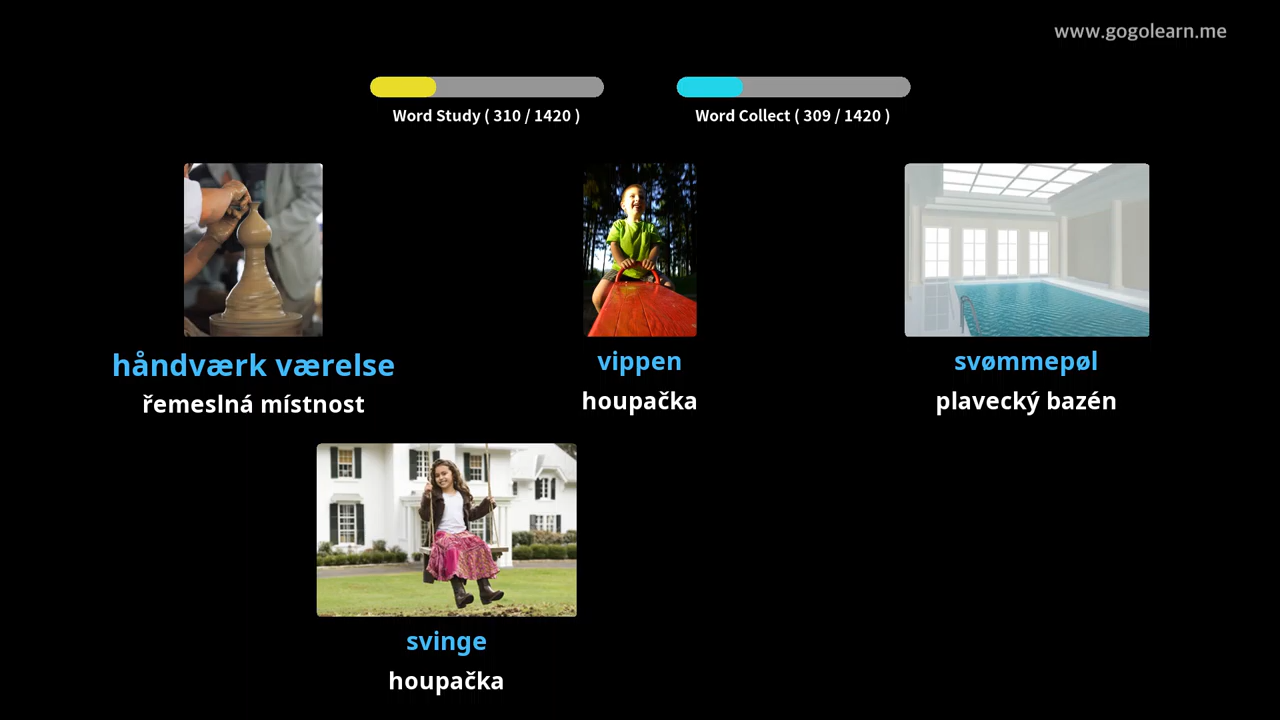 www.gogolearn.me
Word Study ( 310 / 1420 )
Word Collect ( 309 / 1420 )
håndværk værelse
řemeslná místnost
vippen
houpačka
svømmepøl
plavecký bazén
svinge
houpačka